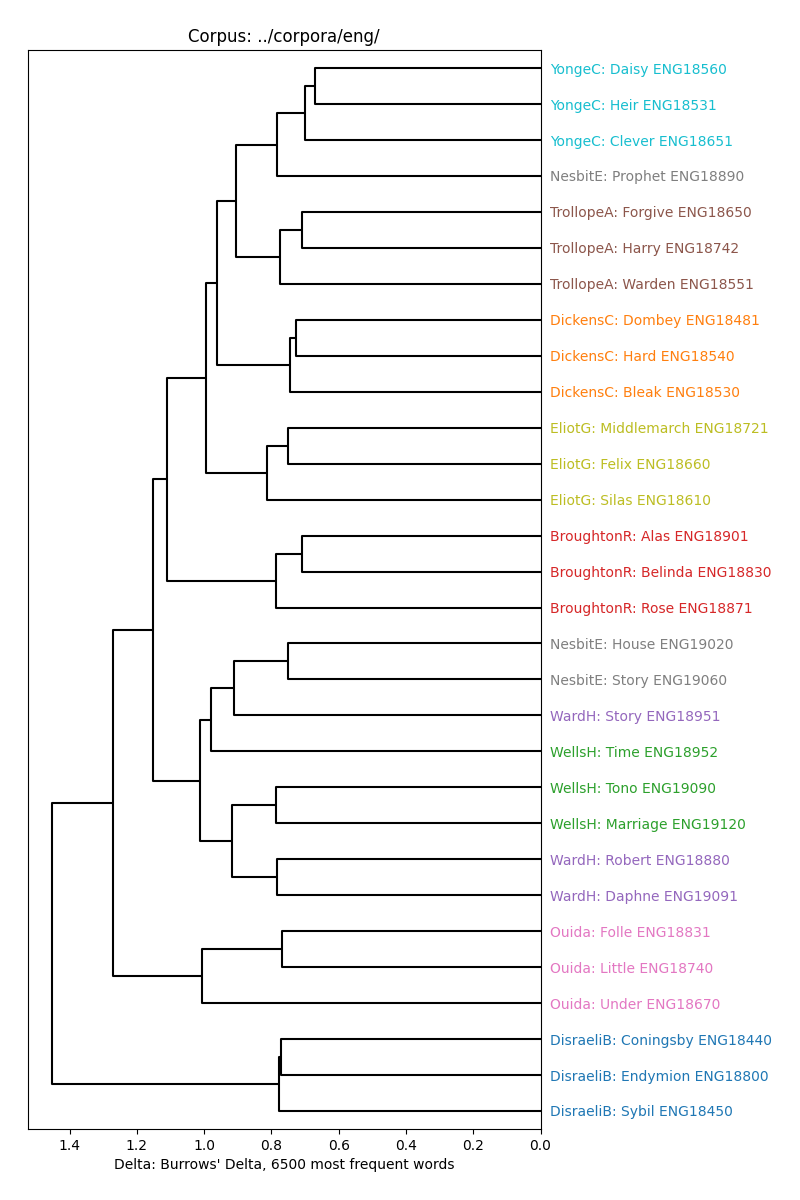 Corpus: ../corpora/eng/
YongeC: Daisy ENG18560
YongeC: Heir ENG18531
YongeC: Clever ENG18651
NesbitE: Prophet ENG18890
TrollopeA: Forgive ENG18650
TrollopeA: Harry ENG18742
TrollopeA: Warden ENG18551
DickensC: Dombey ENG18481
DickensC: Hard ENG18540
DickensC: Bleak ENG18530
EliotG: Middlemarch ENG18721
EliotG: Felix ENG18660
EliotG: Silas ENG18610
BroughtonR: Alas ENG18901
BroughtonR: Belinda ENG18830
BroughtonR: Rose ENG18871
NesbitE: House ENG19020
NesbitE: Story ENG19060
WardH: Story ENG18951
WellsH: Time ENG18952
WellsH: Tono ENG19090
WellsH: Marriage ENG19120
WardH: Robert ENG18880
WardH: Daphne ENG19091
Ouida: Folle ENG18831
Ouida: Little ENG18740
Ouida: Under ENG18670
DisraeliB: Coningsby ENG18440
DisraeliB: Endymion ENG18800
DisraeliB: Sybil ENG18450
1.4 1.2 1.0 0.8 0.6 0.4 0.2 0.0
Delta: Burrows' Delta, 6500 most frequent words